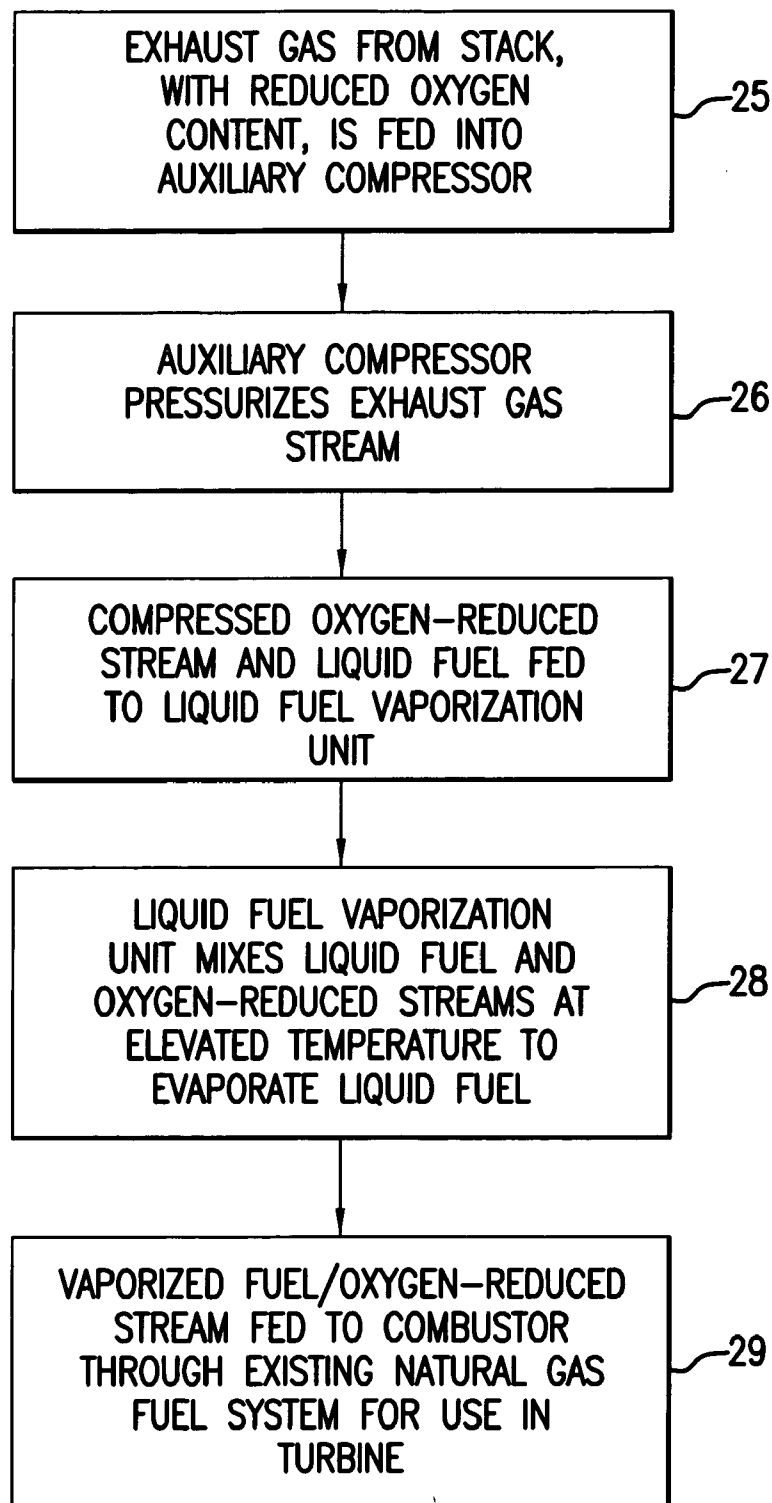 EXHAUST GAS FROM STACK,
WITH REDUCED OXYGEN
CONTENT, IS FED INTO
AUXILIARY COMPRESSOR
25
AUXILIARY COMPRESSOR
PRESSURIZES EXHAUST GAS
STREAM
26
COMPRESSED OXYGEN-REDUCED
STREAM AND LIQUID FUEL FED
TO LIQUID FUEL VAPORIZATION
UNIT
27
LIQUID FUEL VAPORIZATION
UNIT MIXES LIQUID FUEL AND
OXYGEN-REDUCED STREAMS AT
ELEVATED TEMPERATURE TO
EVAPORATE LIQUID FUEL
28
VAPORIZED FUEL/OXYGEN-REDUCED
STREAM FED TO COMBUSTOR
THROUGH EXISTING NATURAL GAS
FUEL SYSTEM FOR USE IN
TURBINE
29